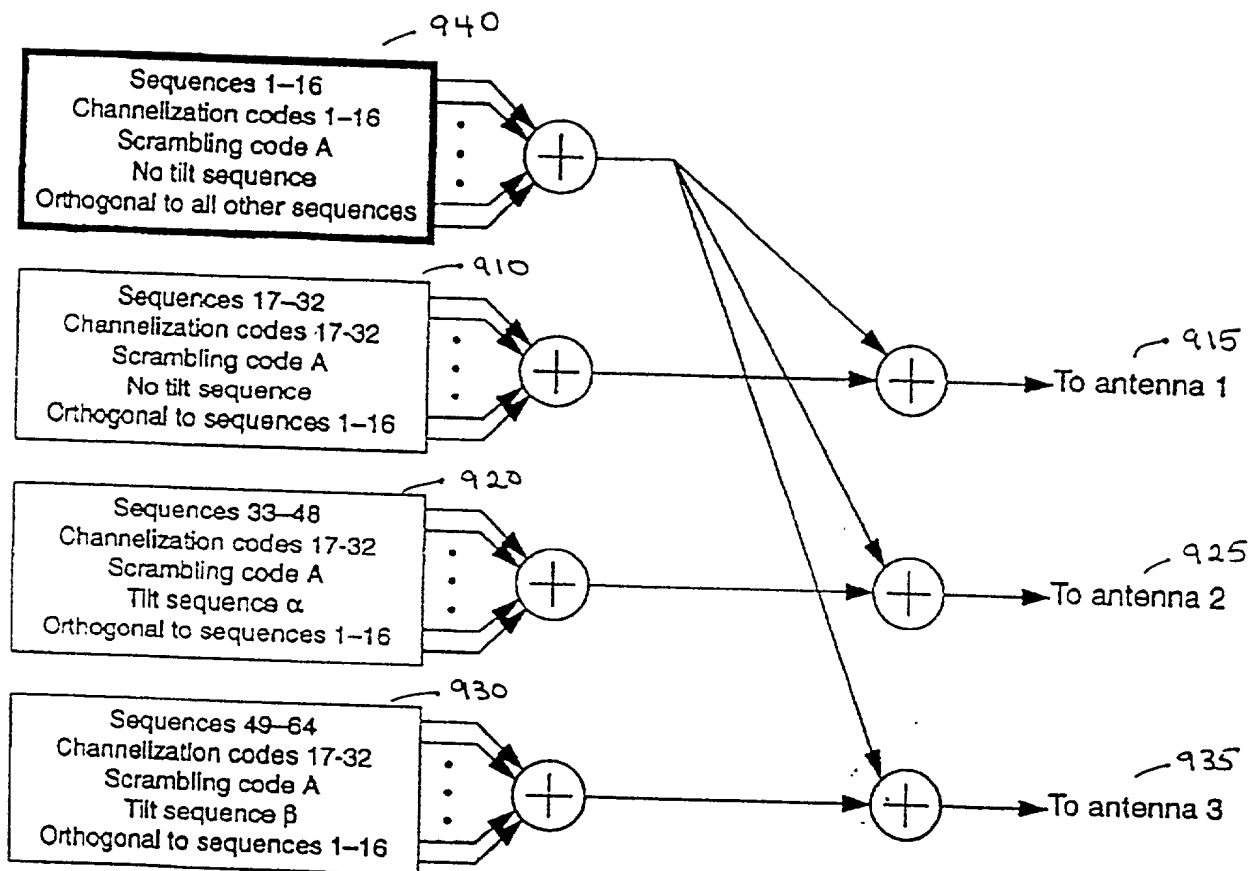 940
Sequences 1–16
Channelization codes 1–16
Scrambling code A
No tilt sequence
Orthogonal to all other sequences
910
Sequences 17–32
Channelization codes 17-32
Scrambling code A
No tilt sequence
Orthogonal to sequences 1–16
915
To antenna 1
920
Sequences 33–48
Channelization codes 17-32
Scrambling code A
Tilt sequence α
Orthogonal to sequences 1–16
925
To antenna 2
930
Sequences 49–64
Channelization codes 17-32
Scrambling code A
Tilt sequence β
Orthogonal to sequences 1–16
935
To antenna 3